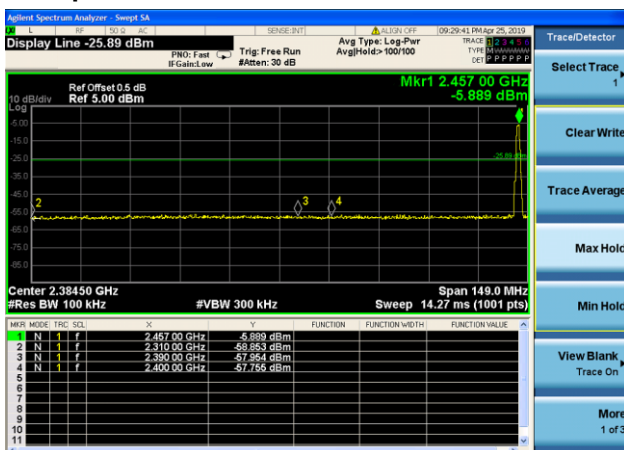 Agilent Spectrum Analyzer - Swept SA
L RF 50 Ω AC SENSE:INT ALIGN OFF 09:29:41 PM Apr 25, 2019
Display Line -25.89 dBm
PNO: Fast
IFGain:Low
Trig: Free Run
#Atten: 30 dB
Avg Type: Log-Pwr
Avg|Hold:>100/100
TRACE 1 2 3 4 5 6
TYPE M
DET P P P P P P
Ref Offset 0.5 dB
Ref 5.00 dBm
10 dB/div
Log
Mkr1 2.457 00 GHz
-5.889 dBm
-5.00
-15.0
-25.0
-25.89 dBm
-35.0
-45.0
-55.0
-65.0
-75.0
-85.0
2
3
4
Center 2.38450 GHz
#Res BW 100 kHz
#VBW 300 kHz
Span 149.0 MHz
Sweep 14.27 ms (1001 pts)
MKR MODE TRC SCL X Y FUNCTION FUNCTION WIDTH FUNCTION VALUE
1 N 1 f 2.457 00 GHz -5.889 dBm
2 N 1 f 2.310 00 GHz -58.853 dBm
3 N 1 f 2.390 00 GHz -57.954 dBm
4 N 1 f 2.400 00 GHz -57.755 dBm
5
6
7
8
9
10
11
Trace/Detector
Select Trace
1
Clear Write
Trace Average
Max Hold
Min Hold
View Blank
Trace On
More
1 of 3